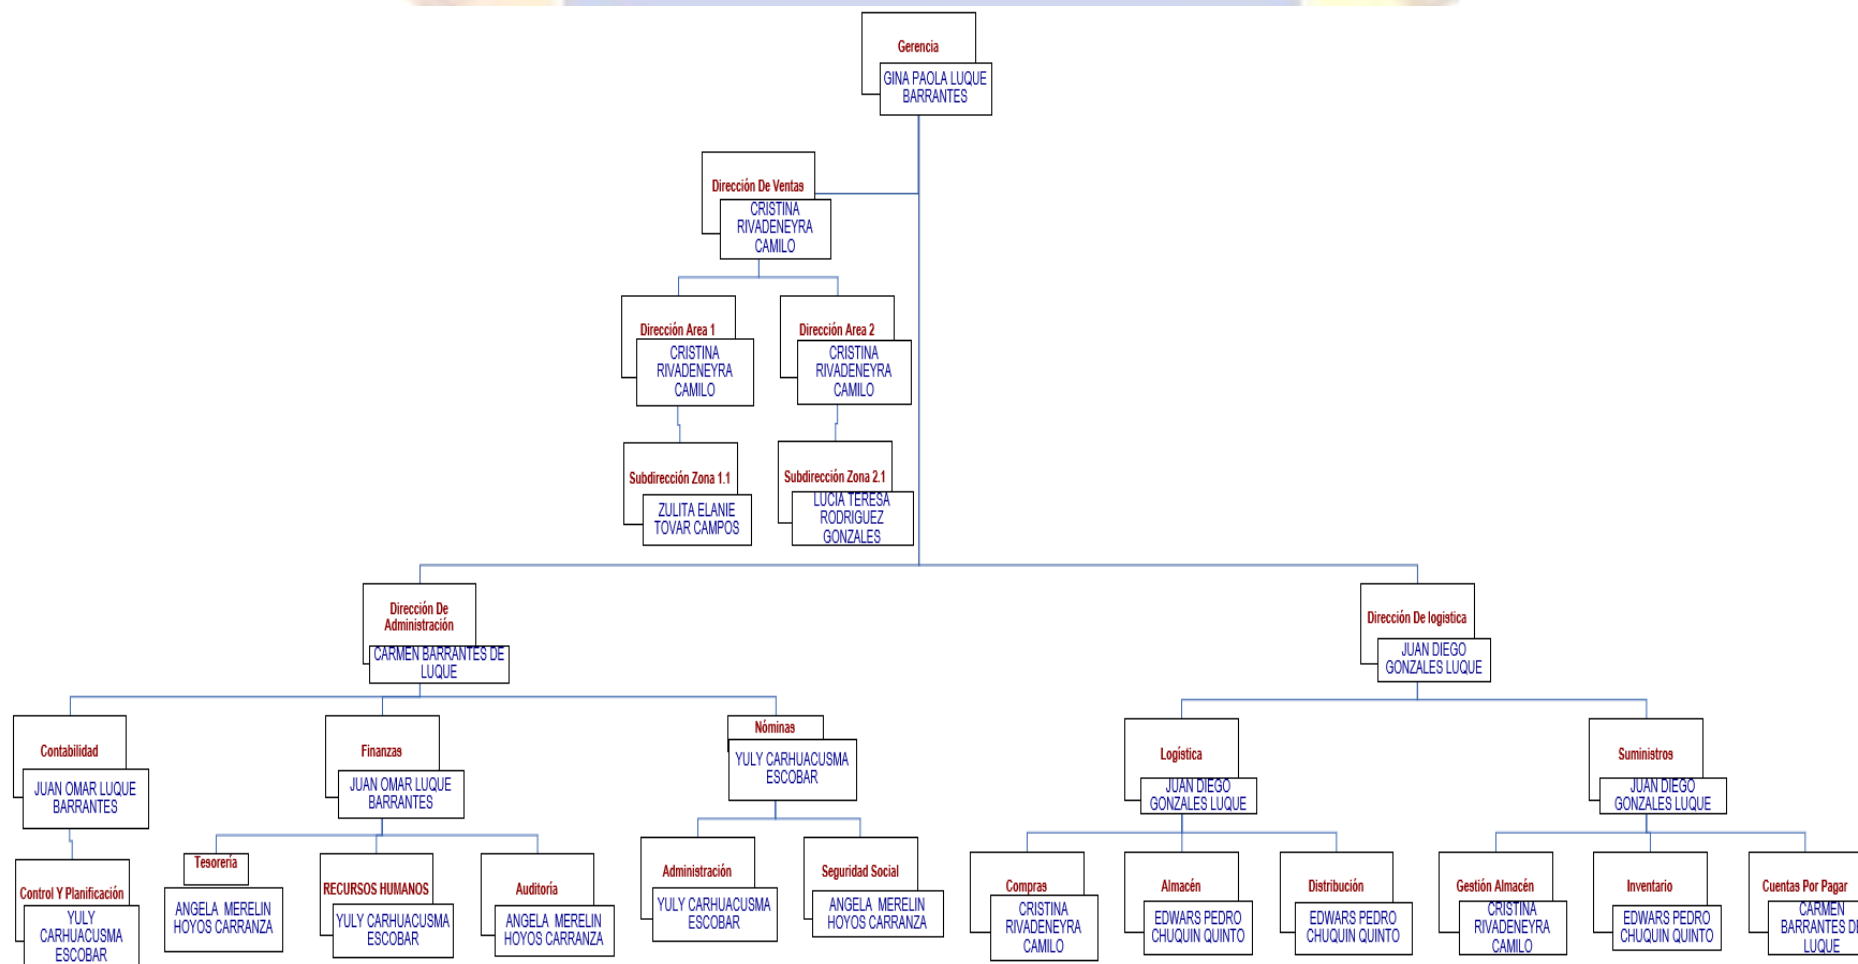 Gerencia
GINA PAOLA LUQUE
BARRANTES
Dirección De Ventas
CRISTINA
RIVADENEYRA
CAMILO
Dirección Area 1
CRISTINA
RIVADENEYRA
CAMILO
Dirección Area 2
CRISTINA
RIVADENEYRA
CAMILO
Subdirección Zona 1.1
ZULITA ELANIE
TOVAR CAMPOS
Subdirección Zona 2.1
LUCIA TERESA
RODRIGUEZ
GONZALES
Dirección De
Administración
CARMEN BARRANTES DE
LUQUE
Dirección De logistica
JUAN DIEGO
GONZALES LUQUE
Contabilidad
JUAN OMAR LUQUE
BARRANTES
Finanzas
JUAN OMAR LUQUE
BARRANTES
Nóminas
YULY CARHUACUSMA
ESCOBAR
Logística
JUAN DIEGO
GONZALES LUQUE
Suministros
JUAN DIEGO
GONZALES LUQUE
Control Y Planificación
YULY
CARHUACUSMA
ESCOBAR
Tesorería
ANGELA MERELIN
HOYOS CARRANZA
RECURSOS HUMANOS
YULY CARHUACUSMA
ESCOBAR
Auditoría
ANGELA MERELIN
HOYOS CARRANZA
Administración
YULY CARHUACUSMA
ESCOBAR
Seguridad Social
ANGELA MERELIN
HOYOS CARRANZA
Compras
CRISTINA
RIVADENEYRA
CAMILO
Almacén
EDWARS PEDRO
CHUQUIN QUINTO
Distribución
EDWARS PEDRO
CHUQUIN QUINTO
Gestión Almacén
CRISTINA
RIVADENEYRA
CAMILO
Inventario
EDWARS PEDRO
CHUQUIN QUINTO
Cuentas Por Pagar
CARMEN
BARRANTES DE
LUQUE